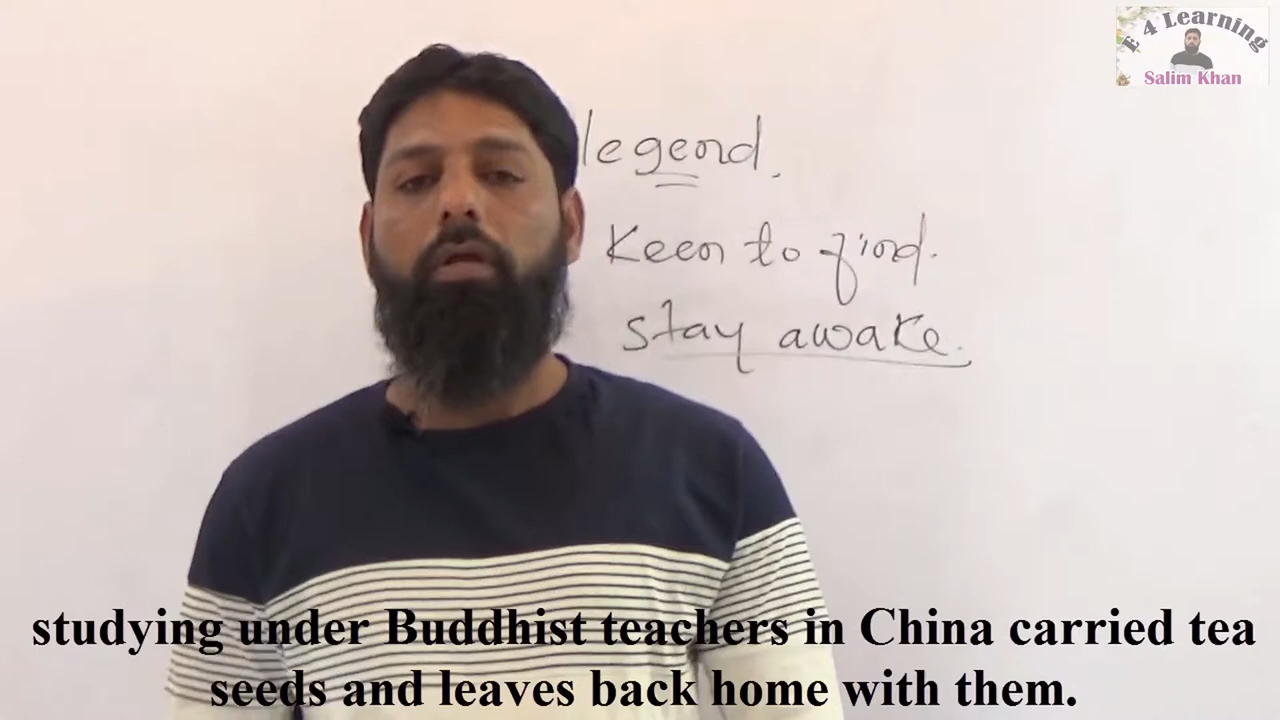 E 4 Learning
Salim Khan
legend.
Keen to find.
stay awake.
studying under Buddhist teachers in China carried tea
seeds and leaves back home with them.